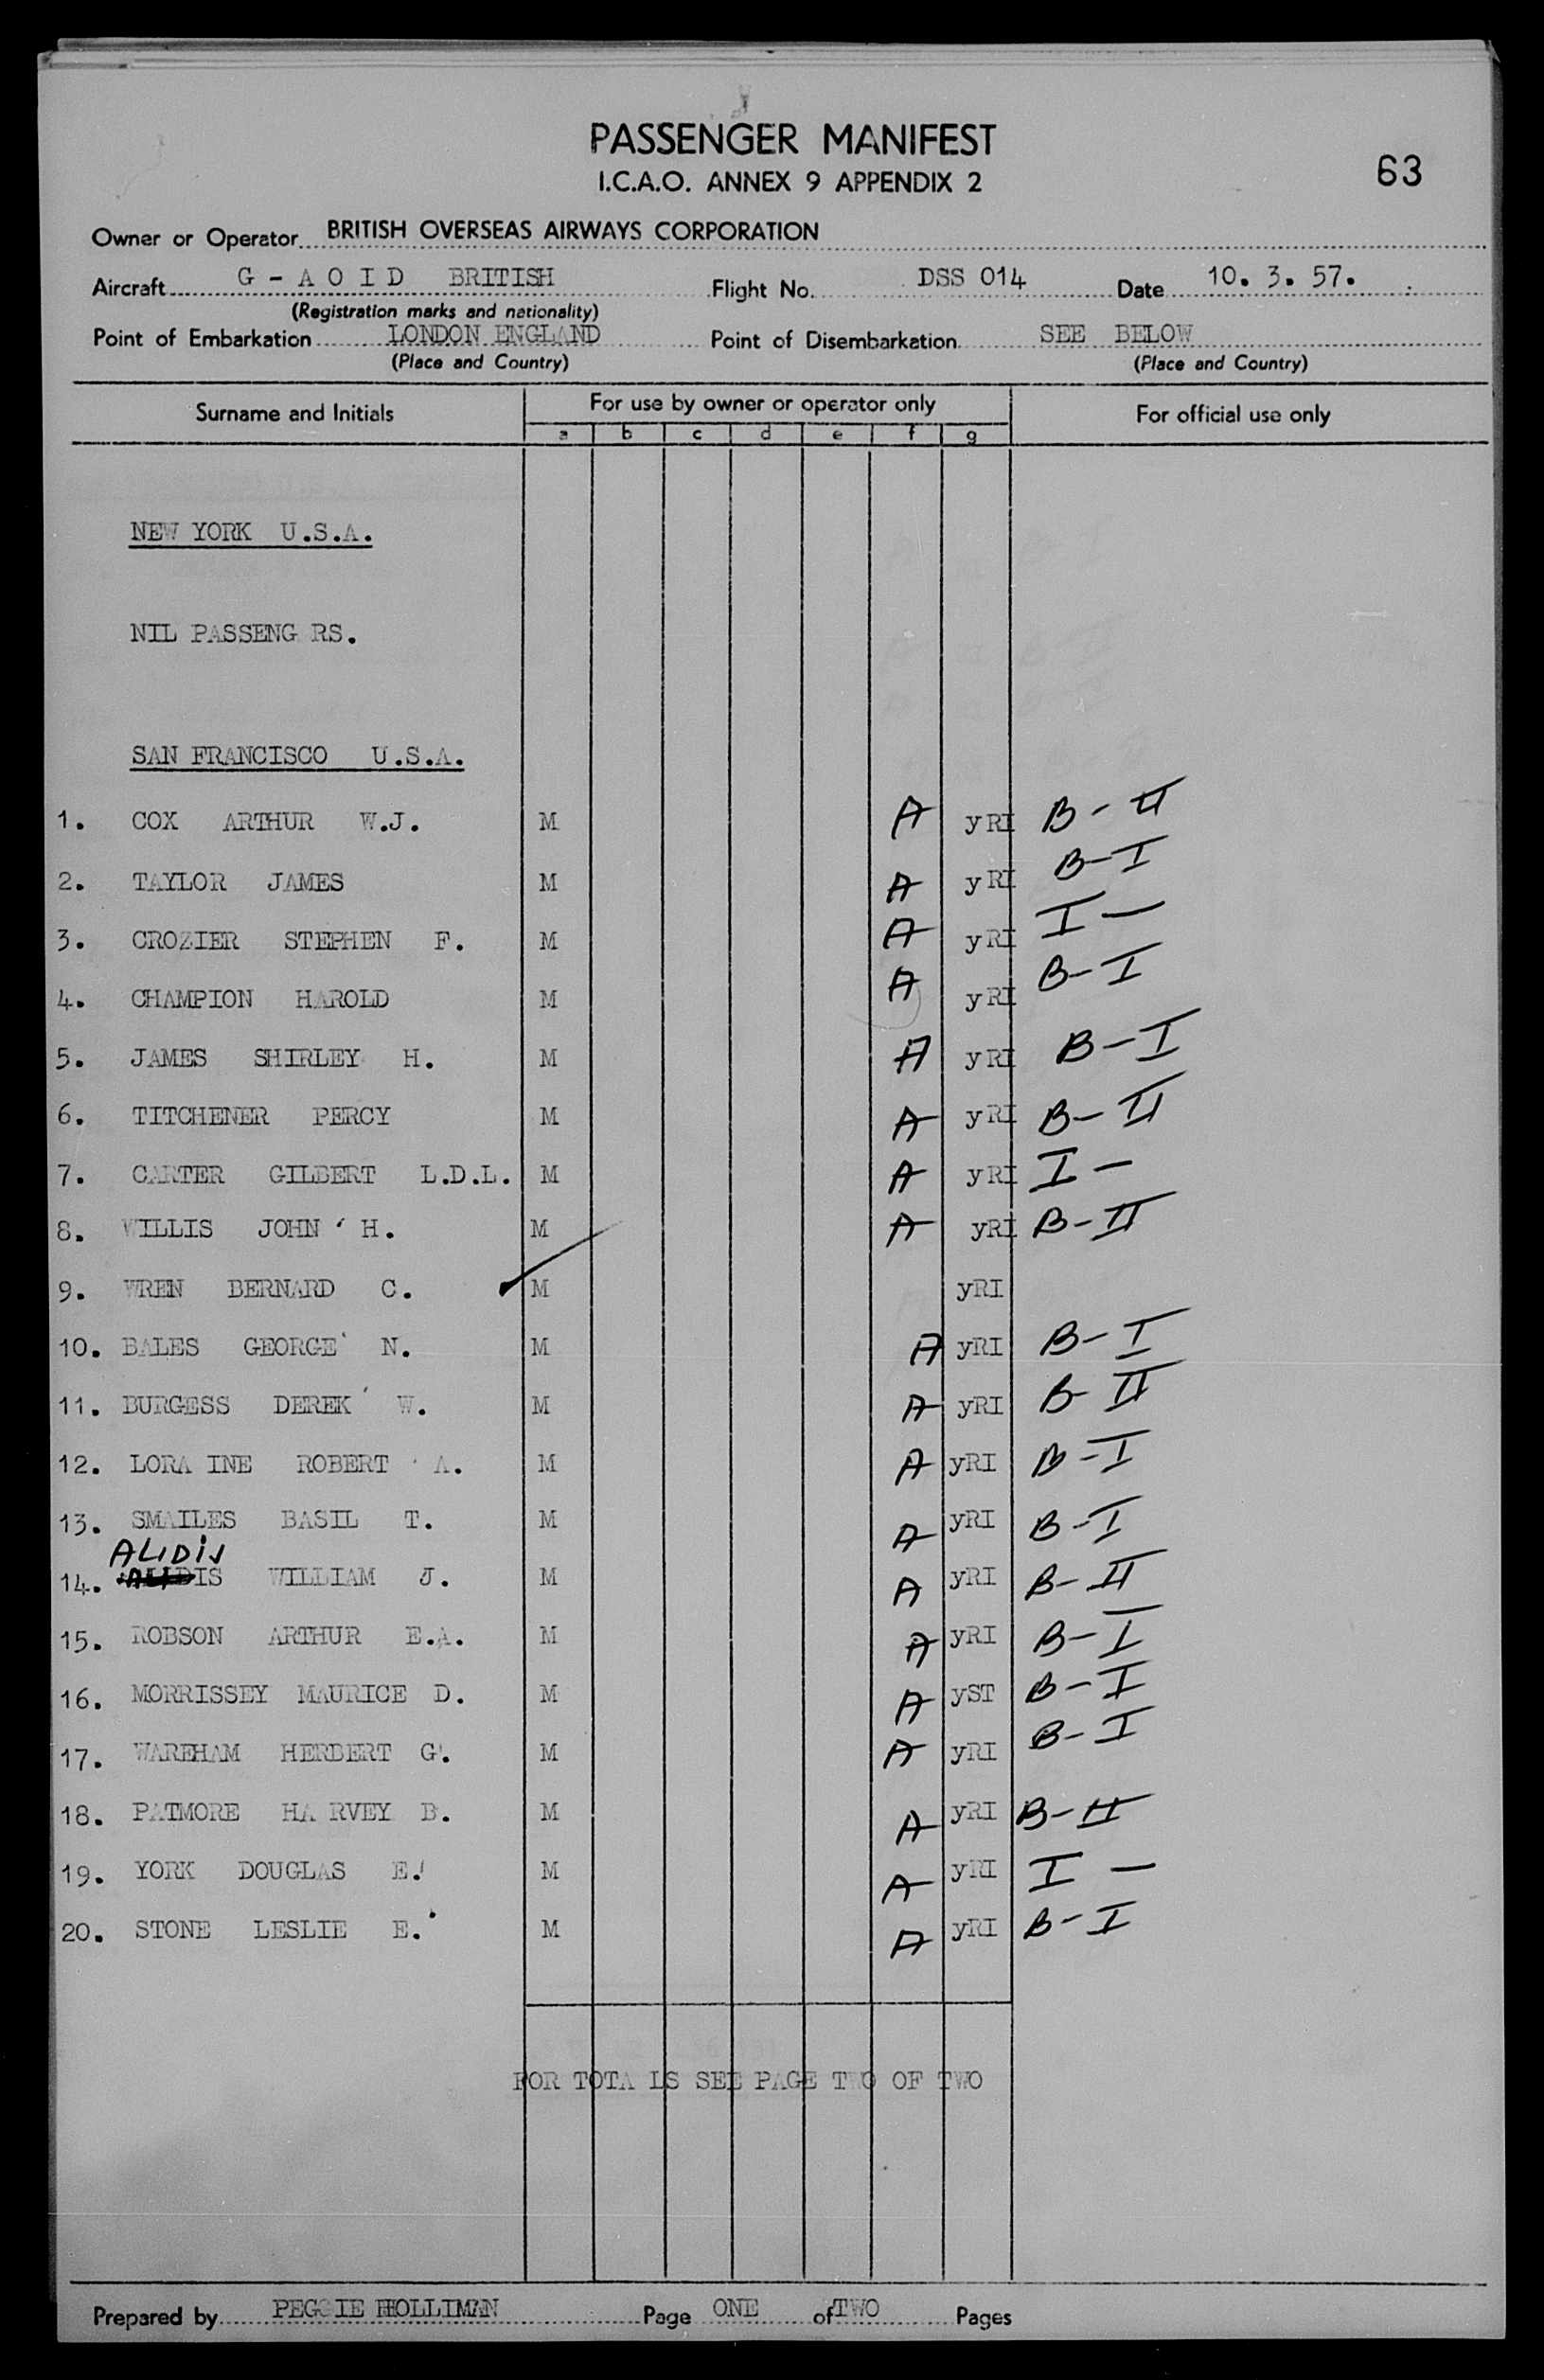 PASSENGER MANIFEST
I.C.A.O. ANNEX 9 APPENDIX 2
63
Owner or Operator BRITISH OVERSEAS AIRWAYS CORPORATION
Aircraft G - A O I D BRITISH Flight No. DSS 014 Date 10. 3. 57.
(Registration marks and nationality)
Point of Embarkation LONDON ENGLAND Point of Disembarkation SEE BELOW
(Place and Country) (Place and Country)
Surname and Initials For use by owner or operator only For official use only
a b c d e f g
NEW YORK U.S.A.
NIL PASSENG RS.
SAN FRANCISCO U.S.A.
1. COX ARTHUR W.J. M A yRI B - II
2. TAYLOR JAMES M A yRI B - I
3. CROZIER STEPHEN F. M A yRI I -
4. CHAMPION HAROLD M A yRI B - I
5. JAMES SHIRLEY H. M A yRI B - I
6. TITCHENER PERCY M A yRI B - II
7. CARTER GILBERT L.D.L. M A yRI I -
8. WILLIS JOHN H. M A yRI B - II
9. WREN BERNARD C. M yRI
10. BALES GEORGE N. M A yRI B - I
11. BURGESS DEREK W. M A yRI B - II
12. LORA INE ROBERT A. M A yRI B - I
13. SMAILES BASIL T. M A yRI B - I
ALIDIS
14. IS WILLIAM J. M A yRI B - II
15. ROBSON ARTHUR E.A. M A yRI B - I
16. MORRISSEY MAURICE D. M A yST B - I
17. WAREHAM HERBERT G. M A yRI B - I
18. PATMORE HA RVEY B. M A yRI B - II
19. YORK DOUGLAS E. M A yRI I -
20. STONE LESLIE E. M A yRI B - I
FOR TOTA LS SEE PAGE TWO OF TWO
Prepared by PEGGIE HOLLIMAN Page ONE of TWO Pages